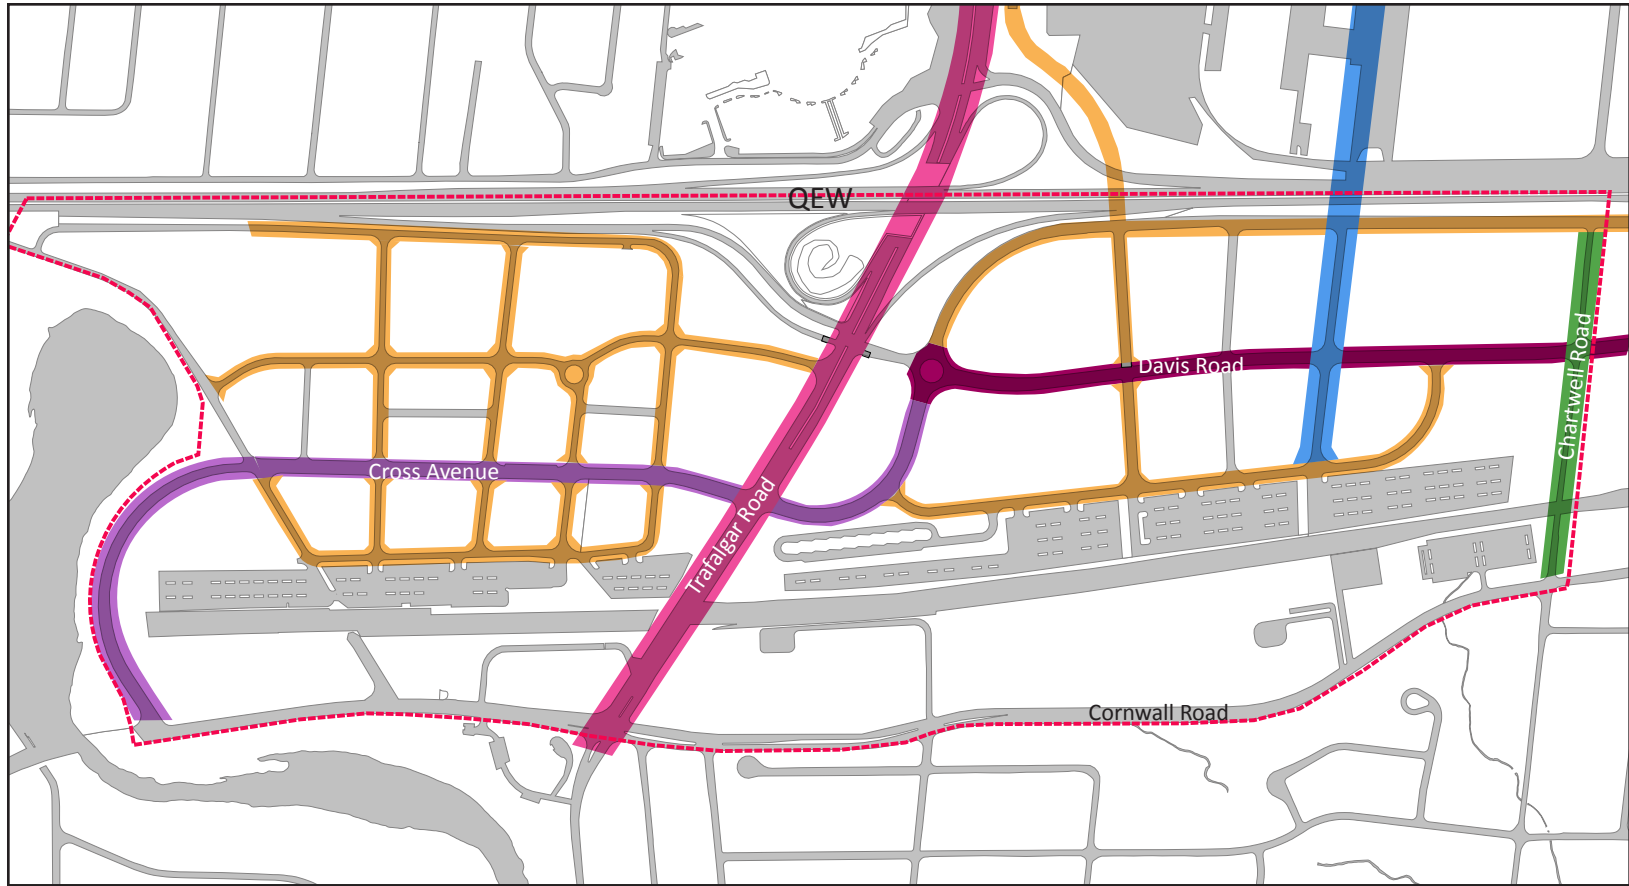 QEW
Davis Road
Chartwell Road
Cross Avenue
Trafalgar Road
Cornwall Road